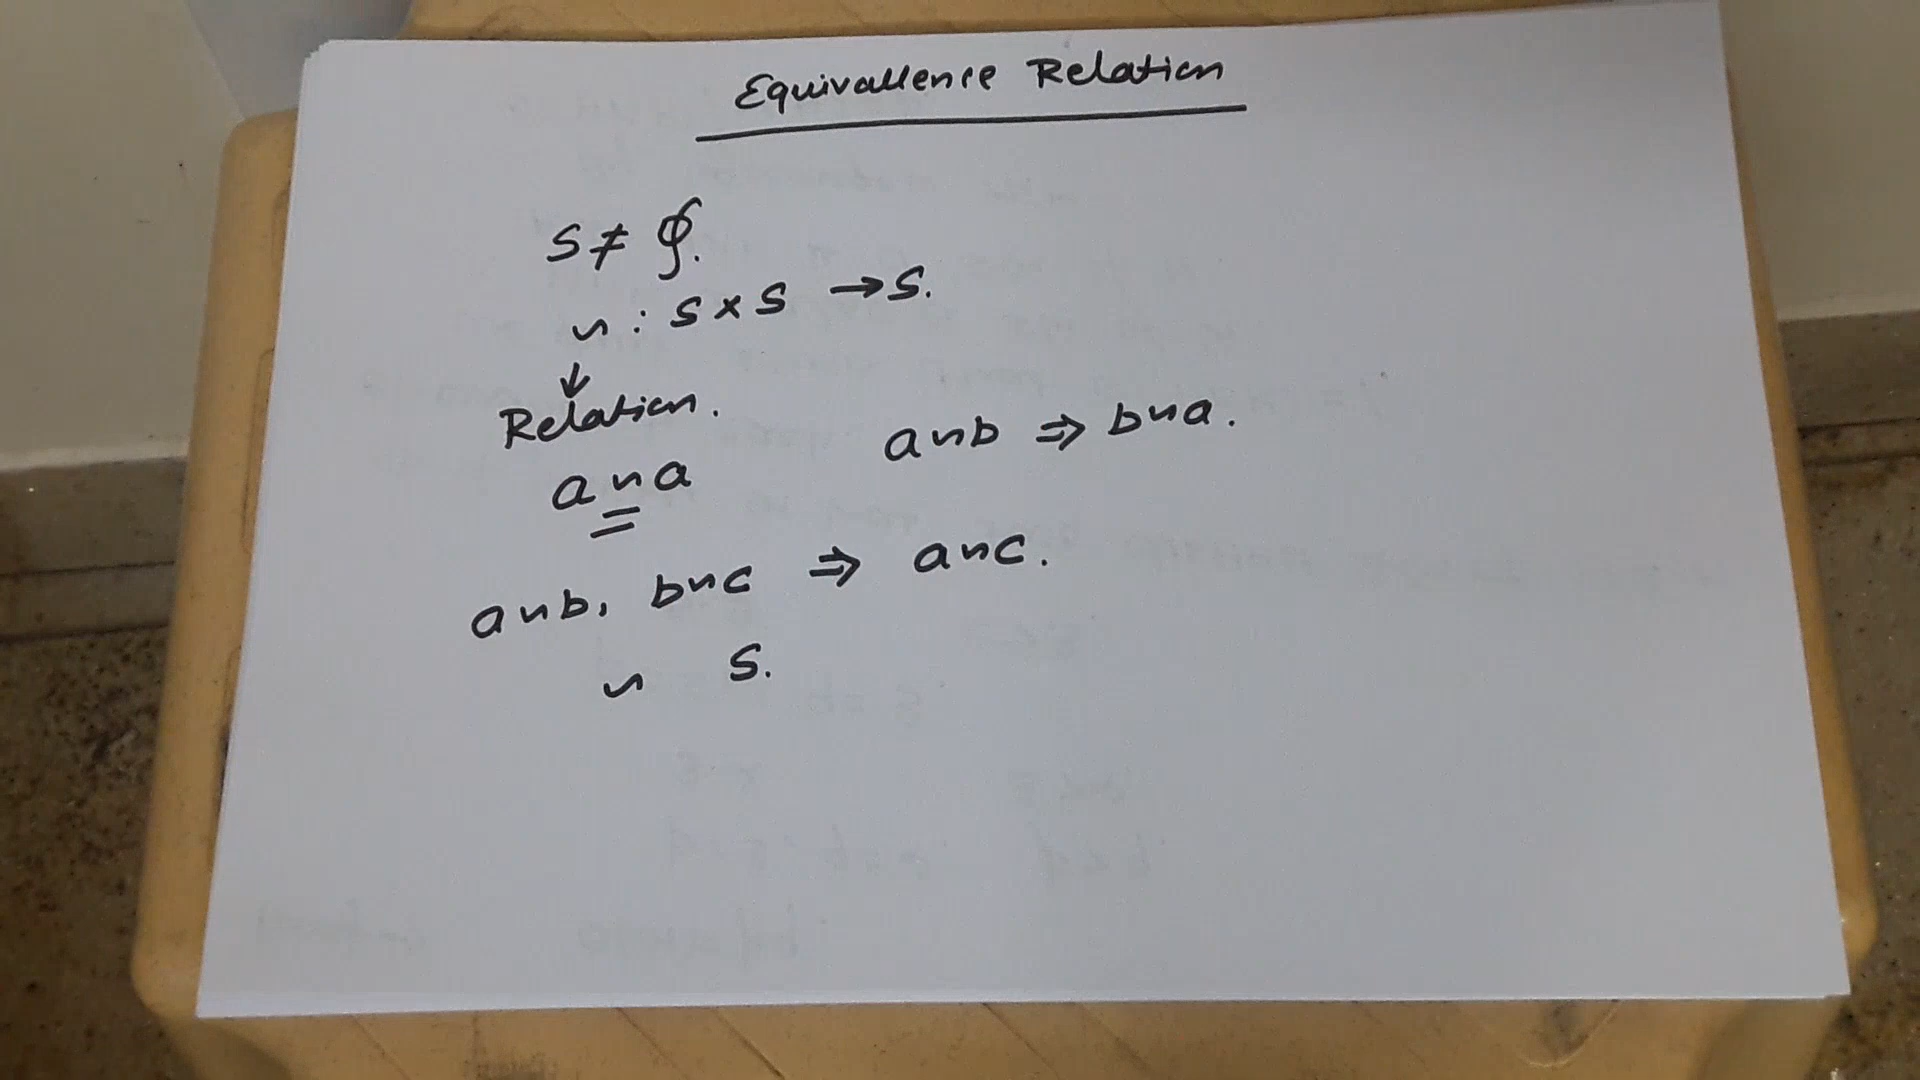 Equivallence Relation
S ≠ ϕ.
~ : S × S → S.
↓
Relation.
a ~ a
a ~ b ⇒ b ~ a.
a ~ b, b ~ c ⇒ a ~ c.
~ S.